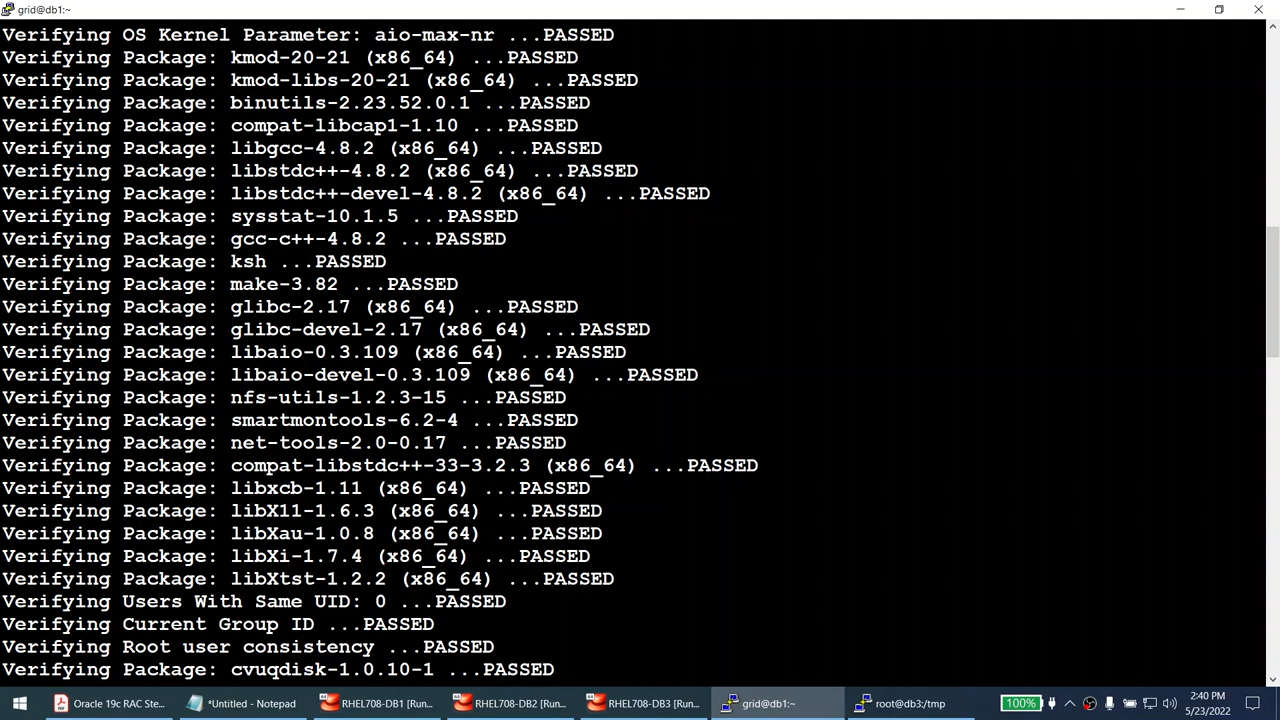 grid@db1:~
Verifying OS Kernel Parameter: aio-max-nr ...PASSED
Verifying Package: kmod-20-21 (x86_64) ...PASSED
Verifying Package: kmod-libs-20-21 (x86_64) ...PASSED
Verifying Package: binutils-2.23.52.0.1 ...PASSED
Verifying Package: compat-libcap1-1.10 ...PASSED
Verifying Package: libgcc-4.8.2 (x86_64) ...PASSED
Verifying Package: libstdc++-4.8.2 (x86_64) ...PASSED
Verifying Package: libstdc++-devel-4.8.2 (x86_64) ...PASSED
Verifying Package: sysstat-10.1.5 ...PASSED
Verifying Package: gcc-c++-4.8.2 ...PASSED
Verifying Package: ksh ...PASSED
Verifying Package: make-3.82 ...PASSED
Verifying Package: glibc-2.17 (x86_64) ...PASSED
Verifying Package: glibc-devel-2.17 (x86_64) ...PASSED
Verifying Package: libaio-0.3.109 (x86_64) ...PASSED
Verifying Package: libaio-devel-0.3.109 (x86_64) ...PASSED
Verifying Package: nfs-utils-1.2.3-15 ...PASSED
Verifying Package: smartmontools-6.2-4 ...PASSED
Verifying Package: net-tools-2.0-0.17 ...PASSED
Verifying Package: compat-libstdc++-33-3.2.3 (x86_64) ...PASSED
Verifying Package: libxcb-1.11 (x86_64) ...PASSED
Verifying Package: libX11-1.6.3 (x86_64) ...PASSED
Verifying Package: libXau-1.0.8 (x86_64) ...PASSED
Verifying Package: libXi-1.7.4 (x86_64) ...PASSED
Verifying Package: libXtst-1.2.2 (x86_64) ...PASSED
Verifying Users With Same UID: 0 ...PASSED
Verifying Current Group ID ...PASSED
Verifying Root user consistency ...PASSED
Verifying Package: cvuqdisk-1.0.10-1 ...PASSED
Oracle 19c RAC Ste... *Untitled - Notepad RHEL708-DB1 [Run... RHEL708-DB2 [Run... RHEL708-DB3 [Run... grid@db1:~ root@db3:/tmp 100% 2:40 PM
5/23/2022